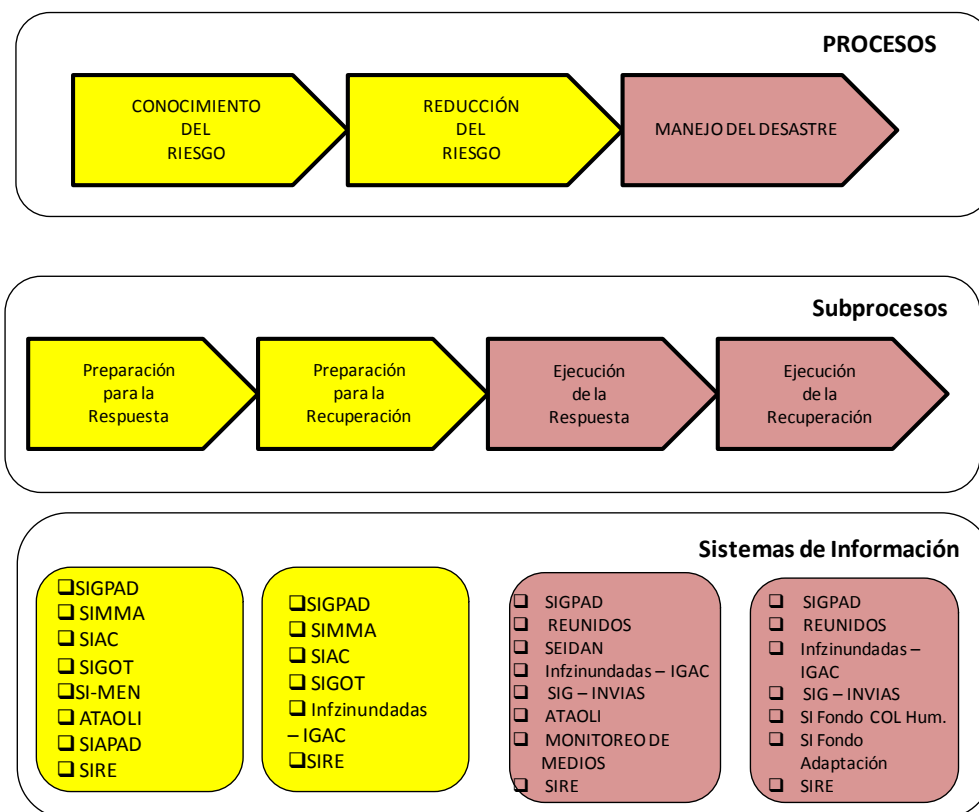 PROCESOS
CONOCIMIENTO
DEL
RIESGO
REDUCCIÓN
DEL
RIESGO
MANEJO DEL DESASTRE
Subprocesos
Preparación
para la
Respuesta
Preparación
para la
Recuperación
Ejecución
de la
Respuesta
Ejecución
de la
Recuperación
Sistemas de Información
❑SIGPAD
❑ SIMMA
❑ SIAC
❑ SIGOT
❑SI-MEN
❑ ATAOLI
❑ SIAPAD
❑ SIRE
❑SIGPAD
❑ SIMMA
❑ SIAC
❑ SIGOT
❑ Infzinundadas
– IGAC
❑SIRE
❑ SIGPAD
❑ REUNIDOS
❑ SEIDAN
❑ Infzinundadas – IGAC
❑ SIG – INVIAS
❑ ATAOLI
❑ MONITOREO DE
MEDIOS
❑ SIRE
❑ SIGPAD
❑ REUNIDOS
❑ Infzinundadas –
IGAC
❑ SIG – INVIAS
❑ SI Fondo COL Hum.
❑ SI Fondo
Adaptación
❑ SIRE